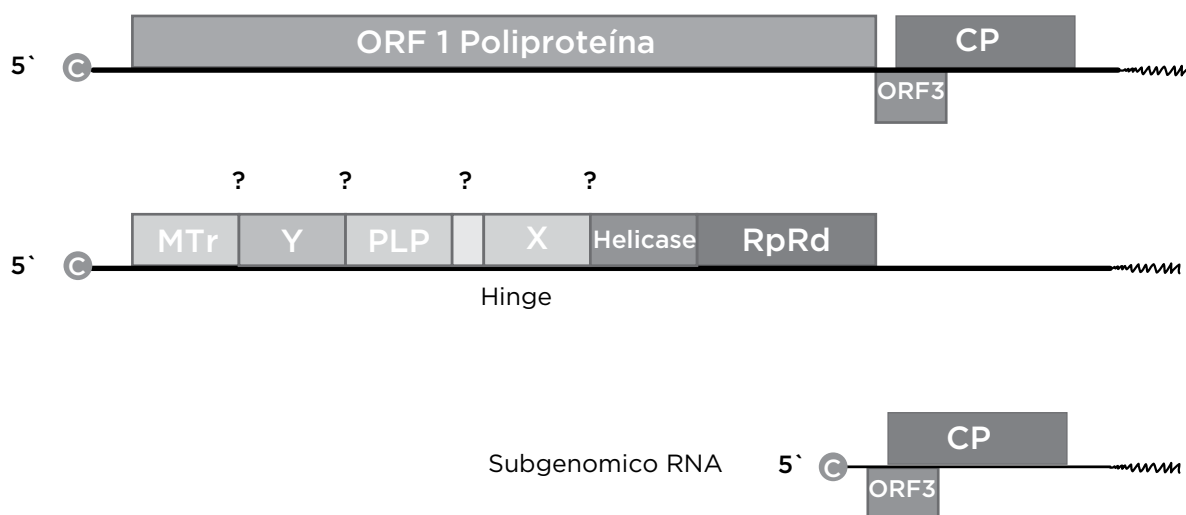 ORF 1 Poliproteína CP
5` C
ORF3
? ? ? ?
MTr Y PLP X Helicase RpRd
5` C
Hinge
CP
Subgenomico RNA 5` C
ORF3